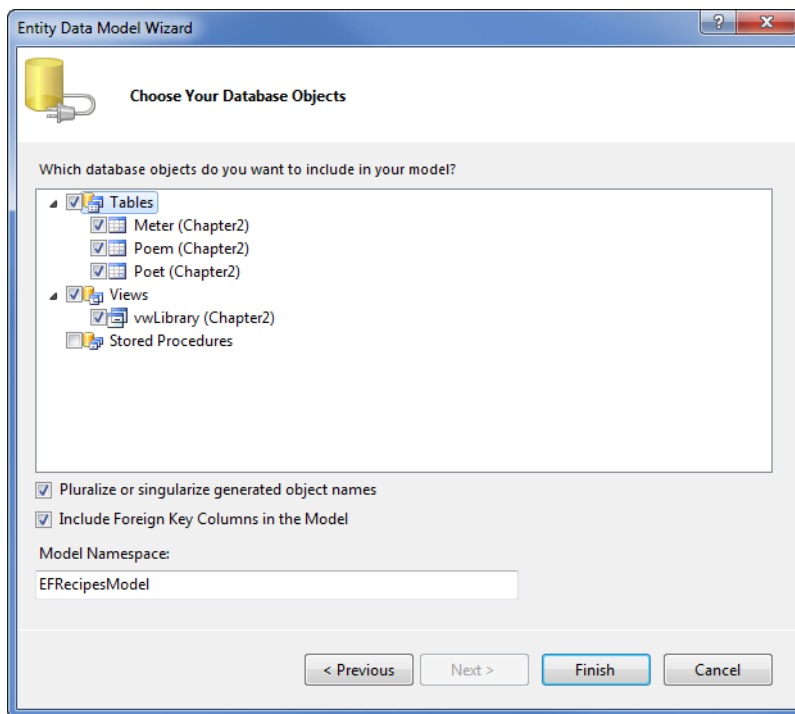 Entity Data Model Wizard
Choose Your Database Objects
Which database objects do you want to include in your model?
Tables
Meter (Chapter2)
Poem (Chapter2)
Poet (Chapter2)
Views
vwLibrary (Chapter2)
Stored Procedures
Pluralize or singularize generated object names
Include Foreign Key Columns in the Model
Model Namespace:
EFRecipesModel
< Previous Next > Finish Cancel